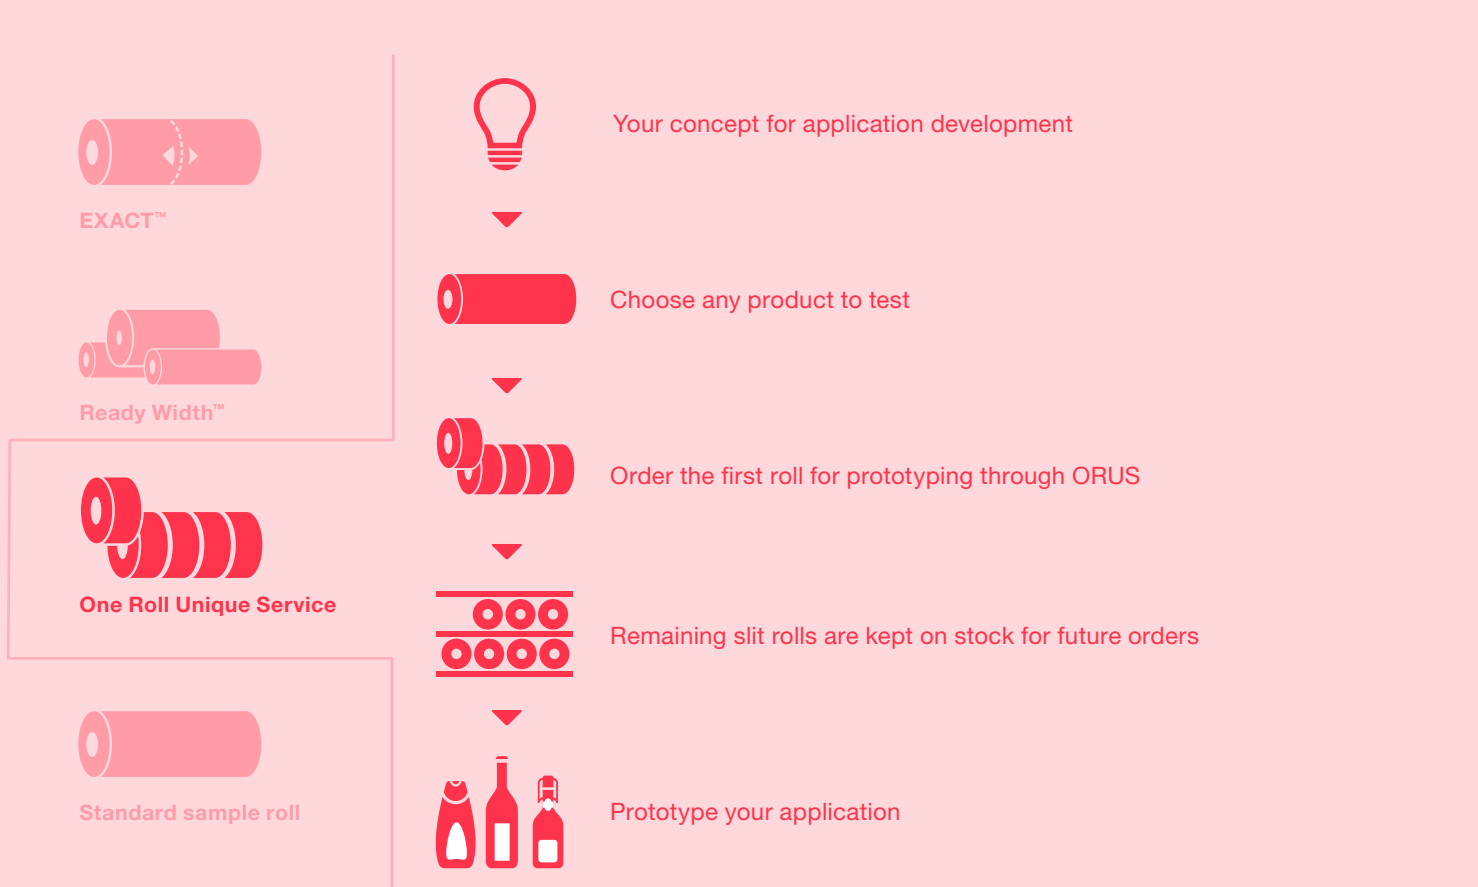 EXACT™
Ready Width™
One Roll Unique Service
Standard sample roll
Your concept for application development
Choose any product to test
Order the first roll for prototyping through ORUS
Remaining slit rolls are kept on stock for future orders
Prototype your application